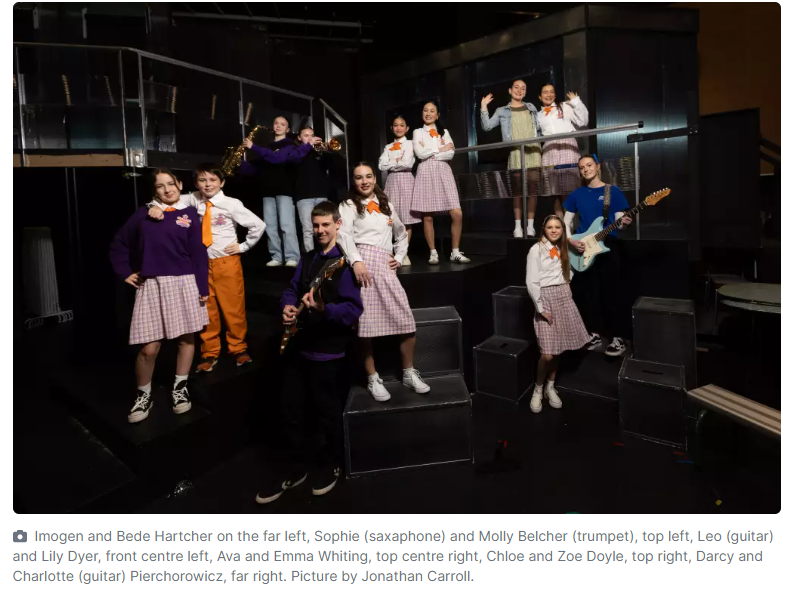 Imogen and Bede Hartcher on the far left, Sophie (saxaphone) and Molly Belcher (trumpet), top left, Leo (guitar)
and Lily Dyer, front centre left, Ava and Emma Whiting, top centre right, Chloe and Zoe Doyle, top right, Darcy and
Charlotte (guitar) Pierchorowicz, far right. Picture by Jonathan Carroll.